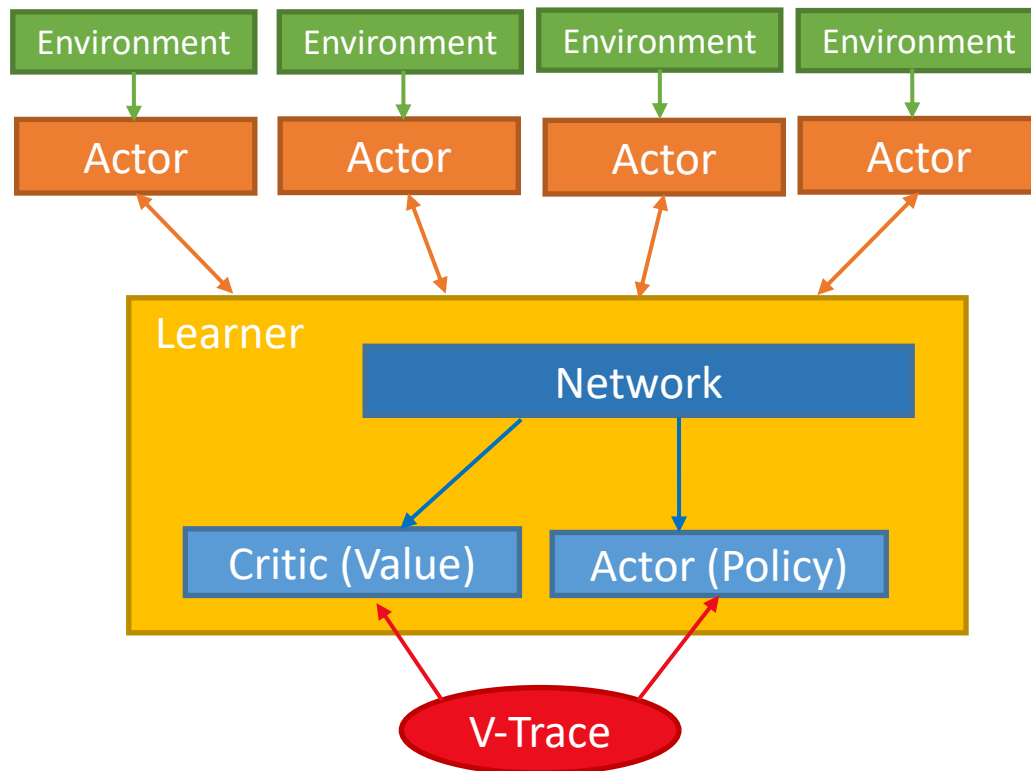 Environment
Environment
Environment
Environment
Actor
Actor
Actor
Actor
Learner
Network
Critic (Value)
Actor (Policy)
V-Trace